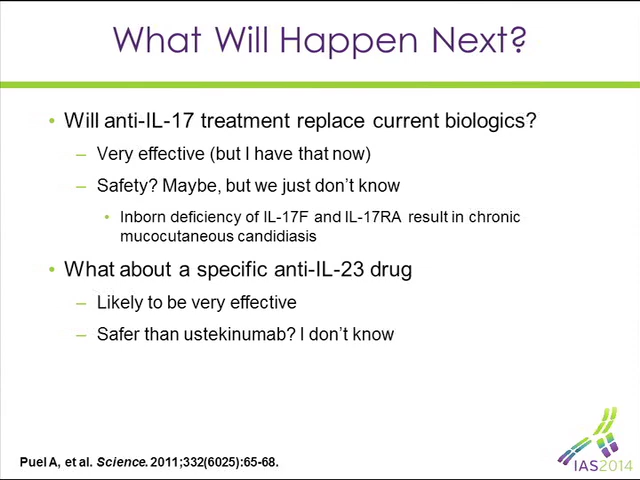 What Will Happen Next?
• Will anti-IL-17 treatment replace current biologics?
– Very effective (but I have that now)
– Safety? Maybe, but we just don't know
• Inborn deficiency of IL-17F and IL-17RA result in chronic
mucocutaneous candidiasis
• What about a specific anti-IL-23 drug
– Likely to be very effective
– Safer than ustekinumab? I don't know
Puel A, et al. Science. 2011;332(6025):65-68.
IAS2014